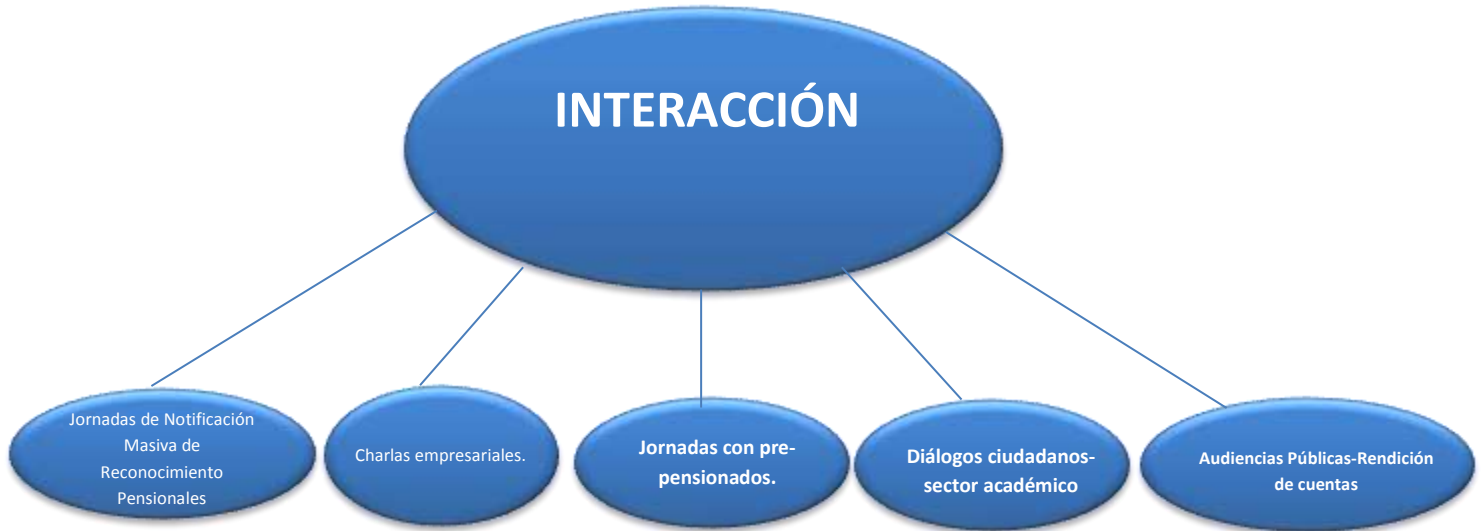 INTERACCIÓN
Jornadas de Notificación
Masiva de
Reconocimiento
Pensionales
Charlas empresariales.
Jornadas con pre-
pensionados.
Diálogos ciudadanos-
sector académico
Audiencias Públicas-Rendición
de cuentas